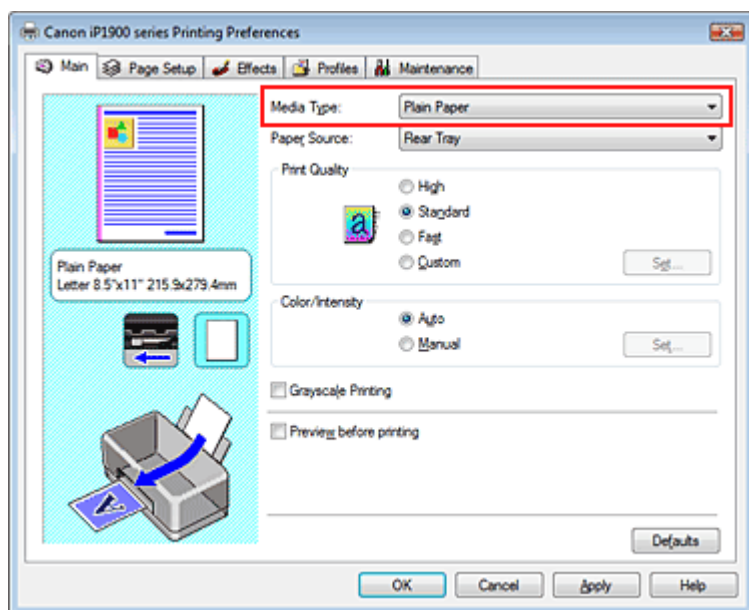 Canon iP1900 series Printing Preferences
Main Page Setup Effects Profiles Maintenance
Media Type: Plain Paper
Paper Source: Rear Tray
Print Quality
High
a Standard
Fast
Custom Set...
Plain Paper
Letter 8.5"x11" 215.9x279.4mm
Color/Intensity
Auto
Manual Set...
Grayscale Printing
Preview before printing
A
Defaults
OK Cancel Apply Help